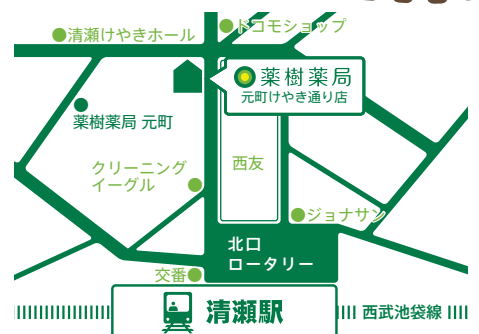 清瀬けやきホール
ドコモショップ
薬樹薬局
元町けやき通り店
薬樹薬局 元町
クリーニング
イーグル
西友
ジョナサン
北口
ロータリー
交番
清瀬駅
西武池袋線